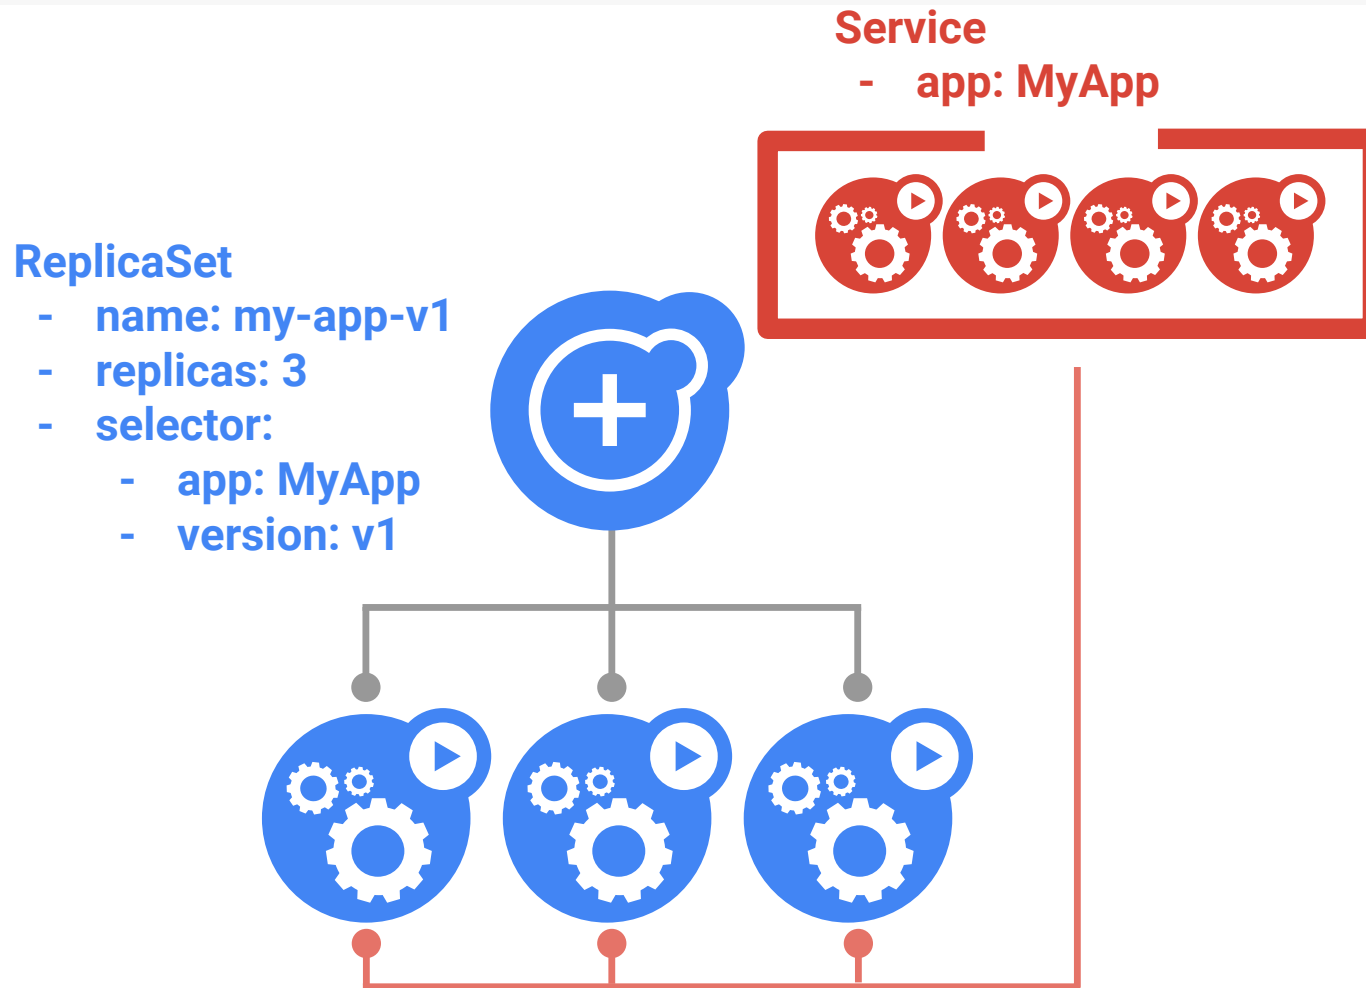 Service
- app: MyApp
ReplicaSet
- name: my-app-v1
- replicas: 3
- selector:
- app: MyApp
- version: v1